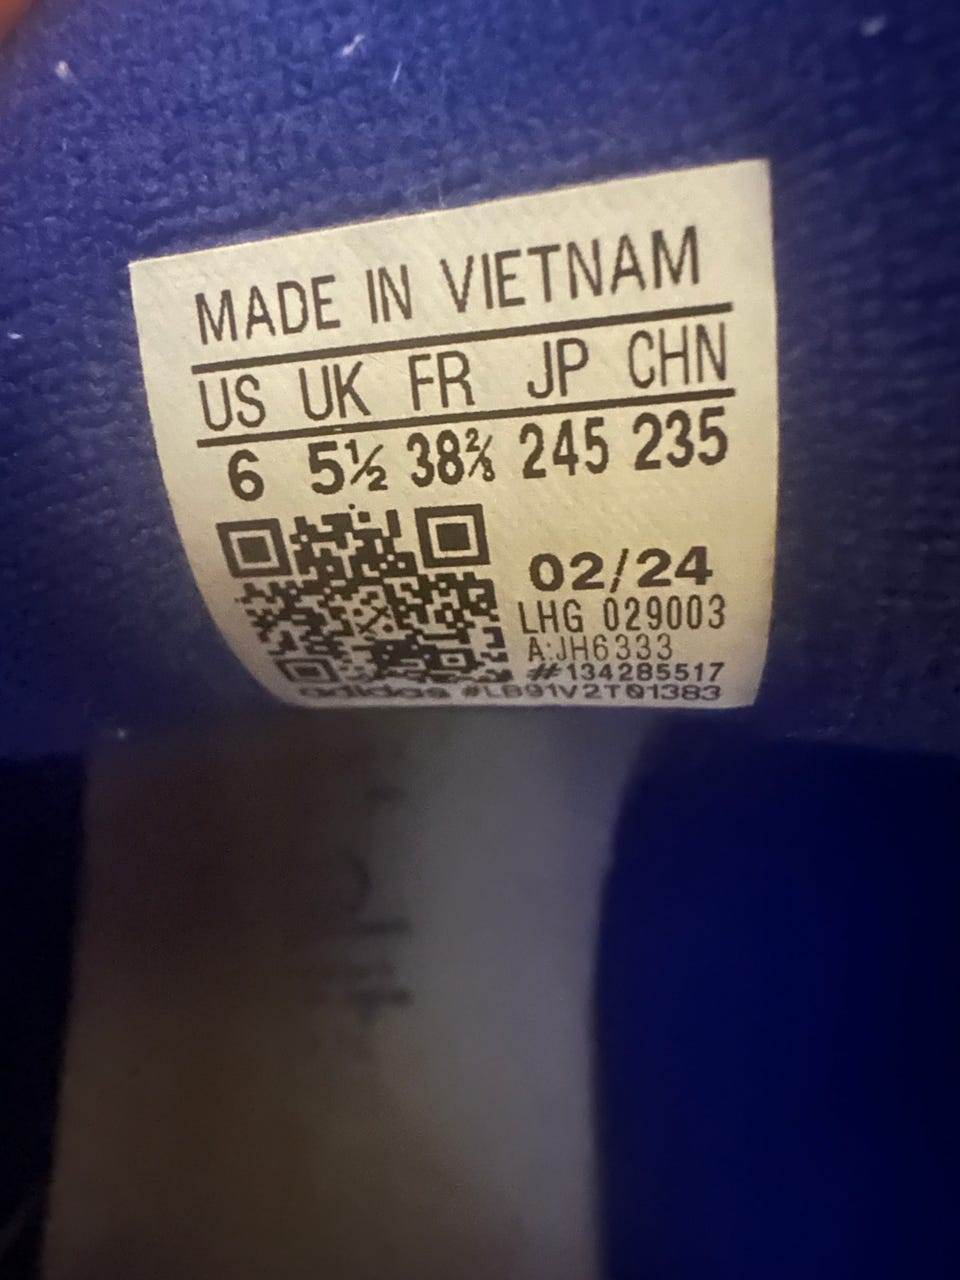 MADE IN VIETNAM
US UK FR JP CHN
6 5½ 38⅔ 245 235
02/24
LHG 029003
A:JH6333
#134285517
adidas #LB91V2T01383